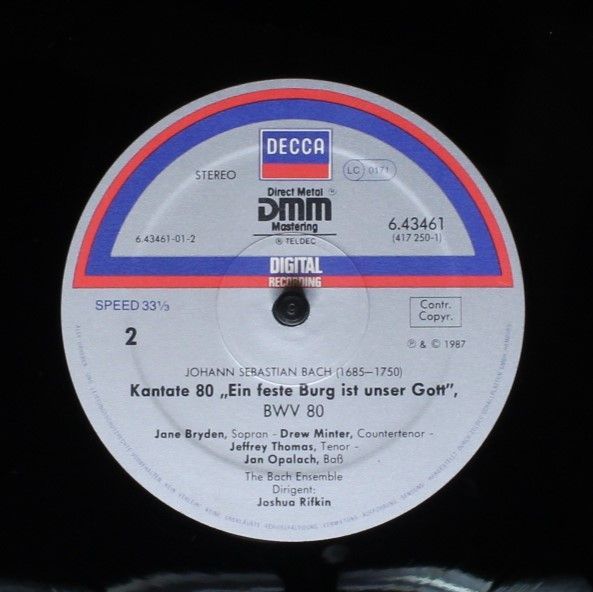 DECCA
STEREO
LC 0171
Direct Metal ®
DMM
Mastering
® TELDEC
6.43461
(417 250-1)
6.43461-01-2
DIGITAL
RECORDING
SPEED 33⅓
Contr.
Copyr.
2
℗ & © 1987
JOHANN SEBASTIAN BACH (1685—1750)
Kantate 80 „Ein feste Burg ist unser Gott”,
BWV 80
Jane Bryden, Sopran - Drew Minter, Countertenor -
Jeffrey Thomas, Tenor -
Jan Opalach, Baß
The Bach Ensemble
Dirigent:
Joshua Rifkin